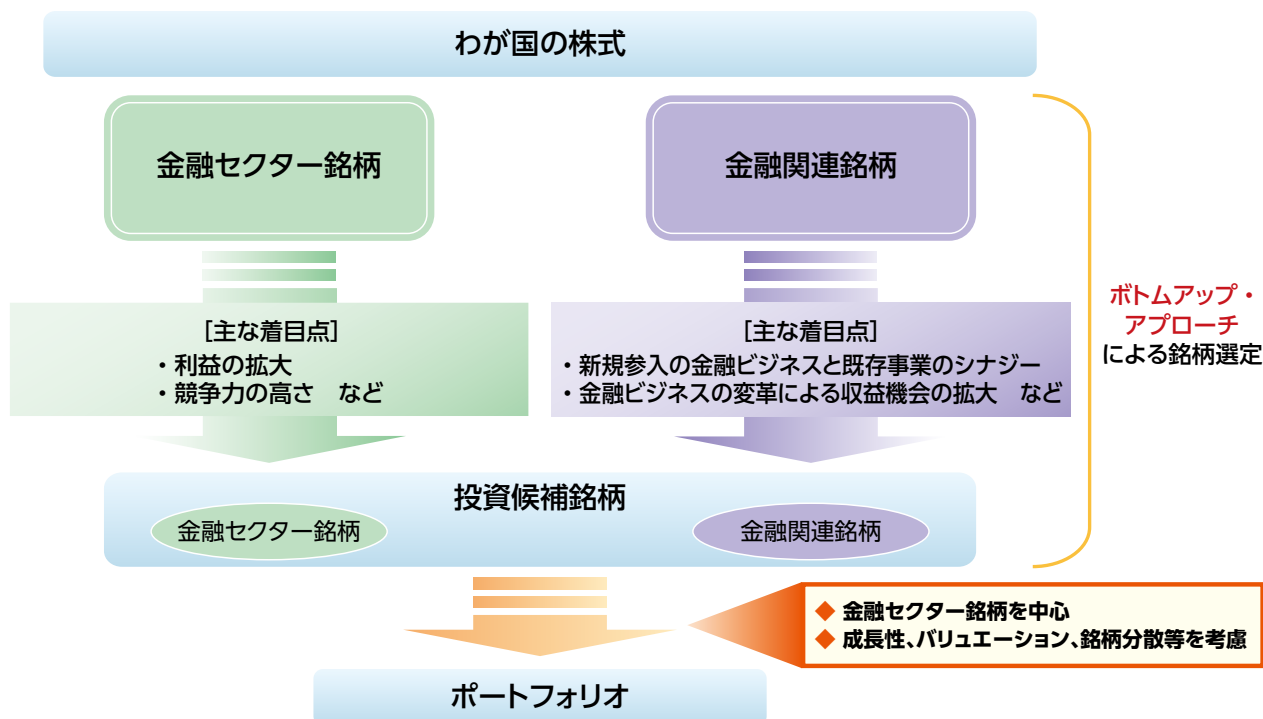 わが国の株式
金融セクター銘柄
金融関連銘柄
［主な着目点］
・利益の拡大
・競争力の高さ　など
［主な着目点］
・新規参入の金融ビジネスと既存事業のシナジー
・金融ビジネスの変革による収益機会の拡大　など
ボトムアップ・
アプローチ
による銘柄選定
投資候補銘柄
金融セクター銘柄
金融関連銘柄
◆ 金融セクター銘柄を中心
◆ 成長性、バリュエーション、銘柄分散等を考慮
ポートフォリオ